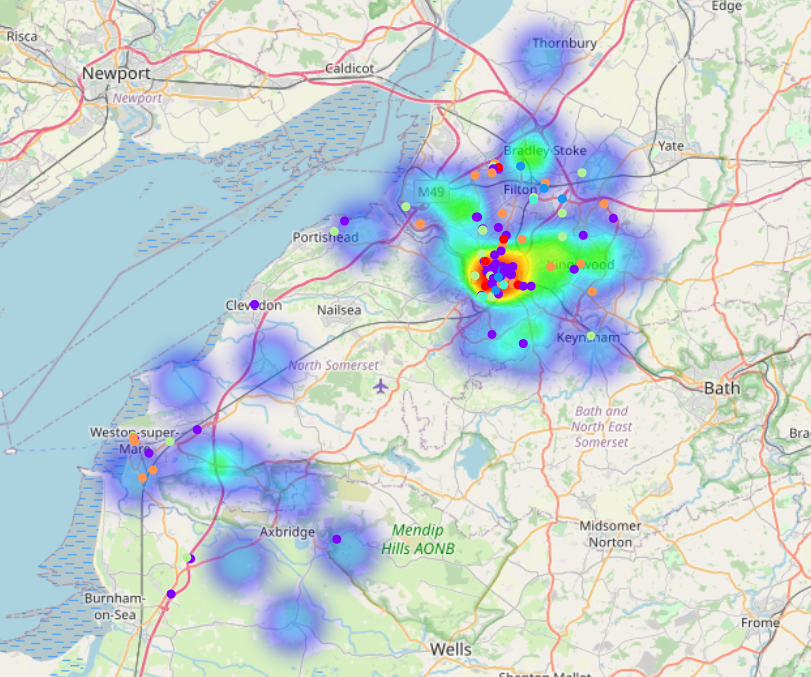 Edge
Risca
Thornbury
Newport
Caldicot
Newport
Bradley Stoke
Yate
M49
Filton
Portishead
Kingswood
Clevedon
Nailsea
Keynsham
North Somerset
Bath
Bath and
North East
Somerset
Weston-super-
Mare
Bra
Axbridge
Mendip
Hills AONB
Midsomer
Norton
Burnham-
on-Sea
Frome
Wells
Shepton Mallet